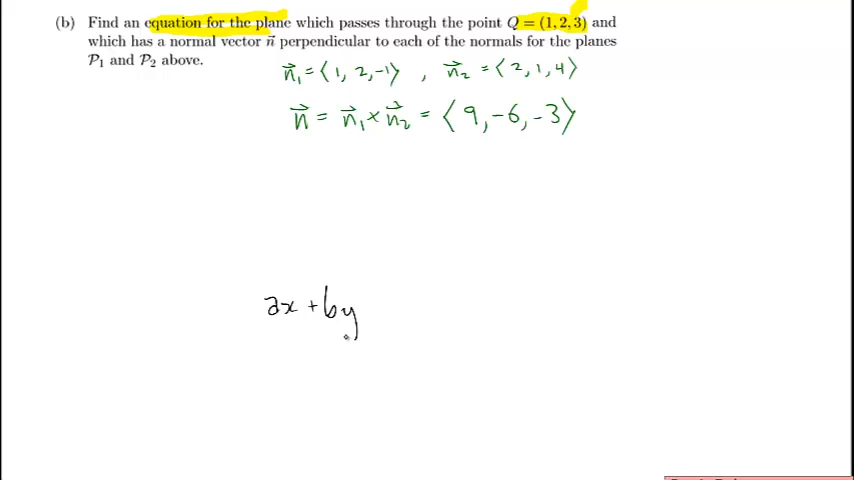 (b) Find an equation for the plane which passes through the point Q = (1, 2, 3) and
which has a normal vector n⃗ perpendicular to each of the normals for the planes
P₁ and P₂ above.
n⃗₁ = ⟨1, 2, -1⟩ , n⃗₂ = ⟨2, 1, 4⟩
n⃗ = n⃗₁ × n⃗₂ = ⟨9, -6, -3⟩
ax + by